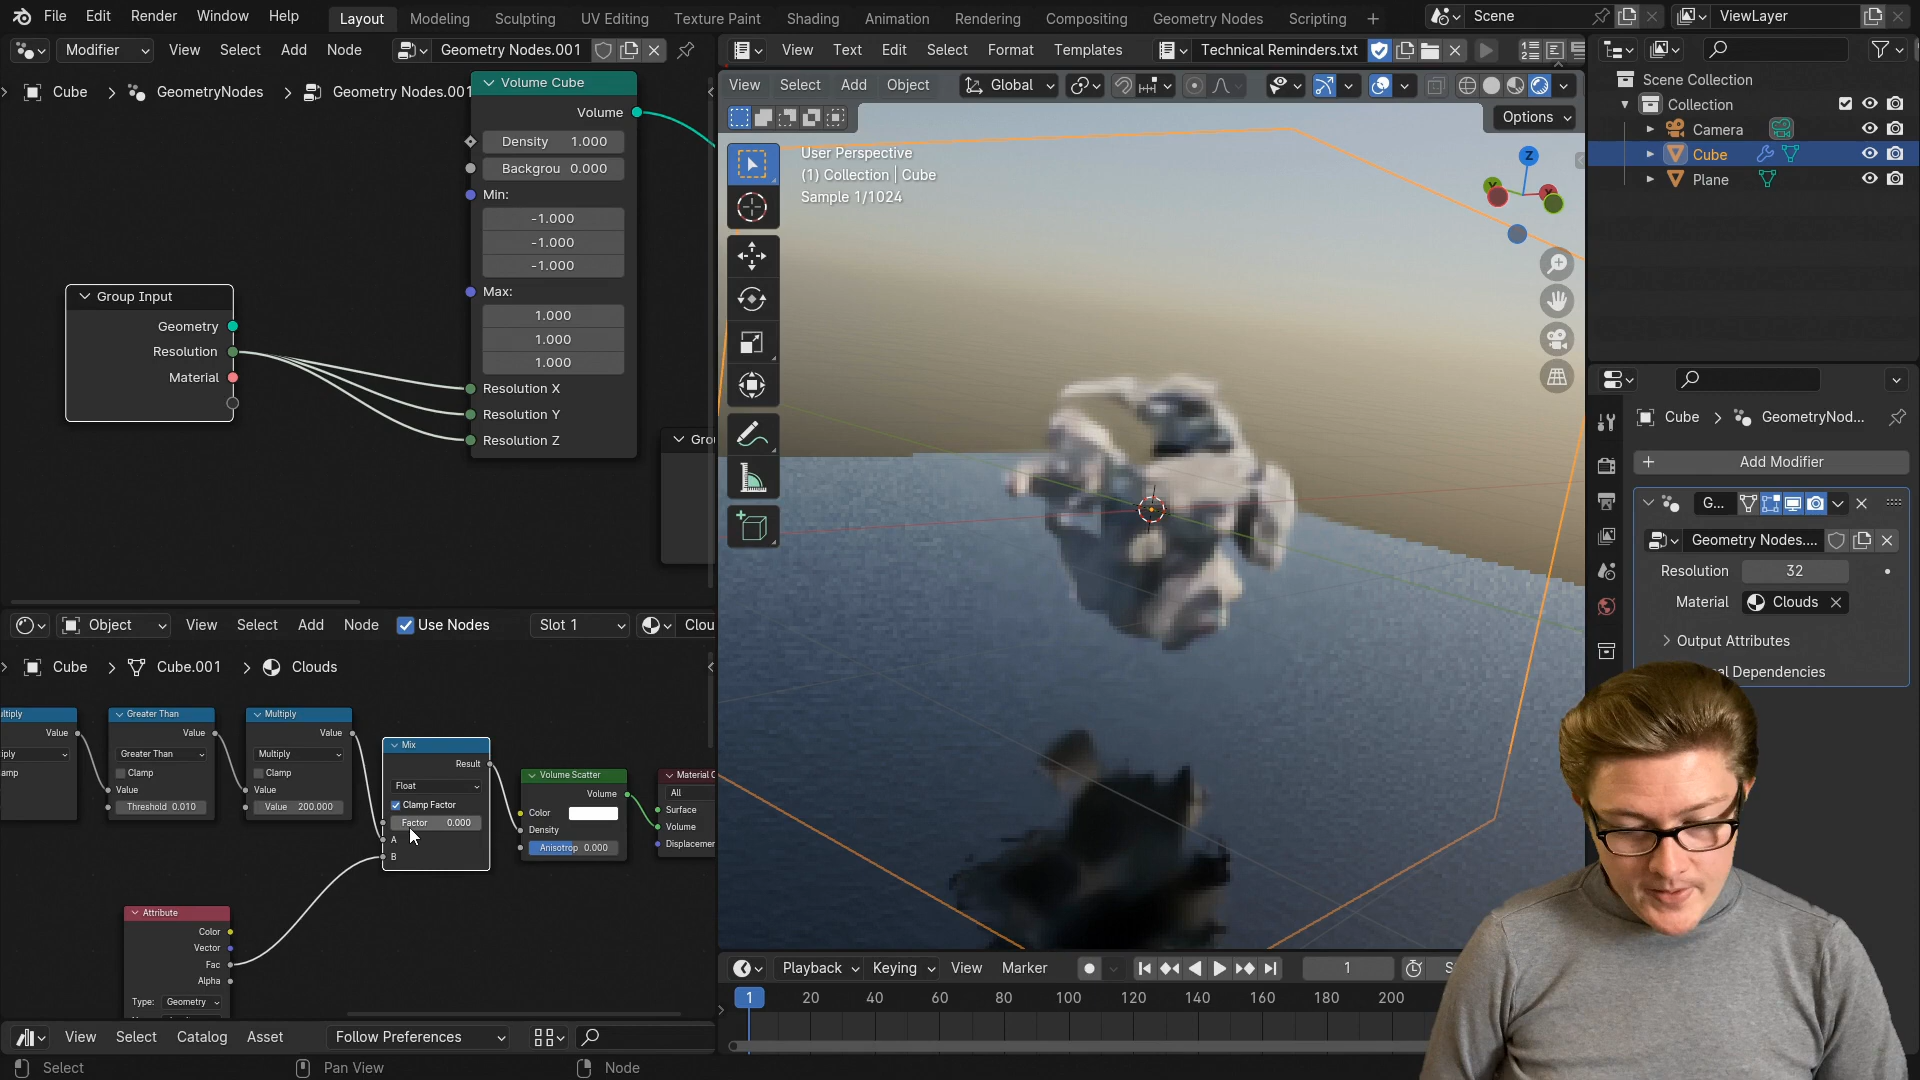 File Edit Render Window Help
Layout Modeling Sculpting UV Editing Texture Paint Shading Animation Rendering Compositing Geometry Nodes Scripting
Scene
ViewLayer
Modifier View Select Add Node Geometry Nodes.001
View Text Edit Select Format Templates Technical Reminders.txt
Cube > GeometryNodes > Geometry Nodes.001
View Select Add Object Global
Options
User Perspective
(1) Collection | Cube
Sample 1/1024
Z
Y
Volume Cube
Volume
Density 1.000
Backgrou 0.000
Min:
-1.000
-1.000
-1.000
Max:
1.000
1.000
1.000
Resolution X
Resolution Y
Resolution Z
Group Input
Geometry
Resolution
Material
Grou
Scene Collection
Collection
Camera
Cube
Plane
Cube > GeometryNod...
Add Modifier
G...
Geometry Nodes....
Resolution 32
Material Clouds
Output Attributes
Dependencies
Object View Select Add Node Use Nodes Slot 1 Clou
Cube > Cube.001 > Clouds
Value
Greater Than
Value
Greater Than
Clamp
Value
Threshold 0.010
Multiply
Value
Multiply
Clamp
Value
Value 200.000
Mix
Result
Float
Clamp Factor
Factor 0.000
A
B
Volume Scatter
Volume
Color
Density
Anisotrop 0.000
Material O
All
Surface
Volume
Displacemen
Attribute
Color
Vector
Fac
Alpha
Type: Geometry
Playback Keying View Marker
1
1 20 40 60 80 100 120 140 160 180 200
View Select Catalog Asset Follow Preferences
Select
Pan View
Node